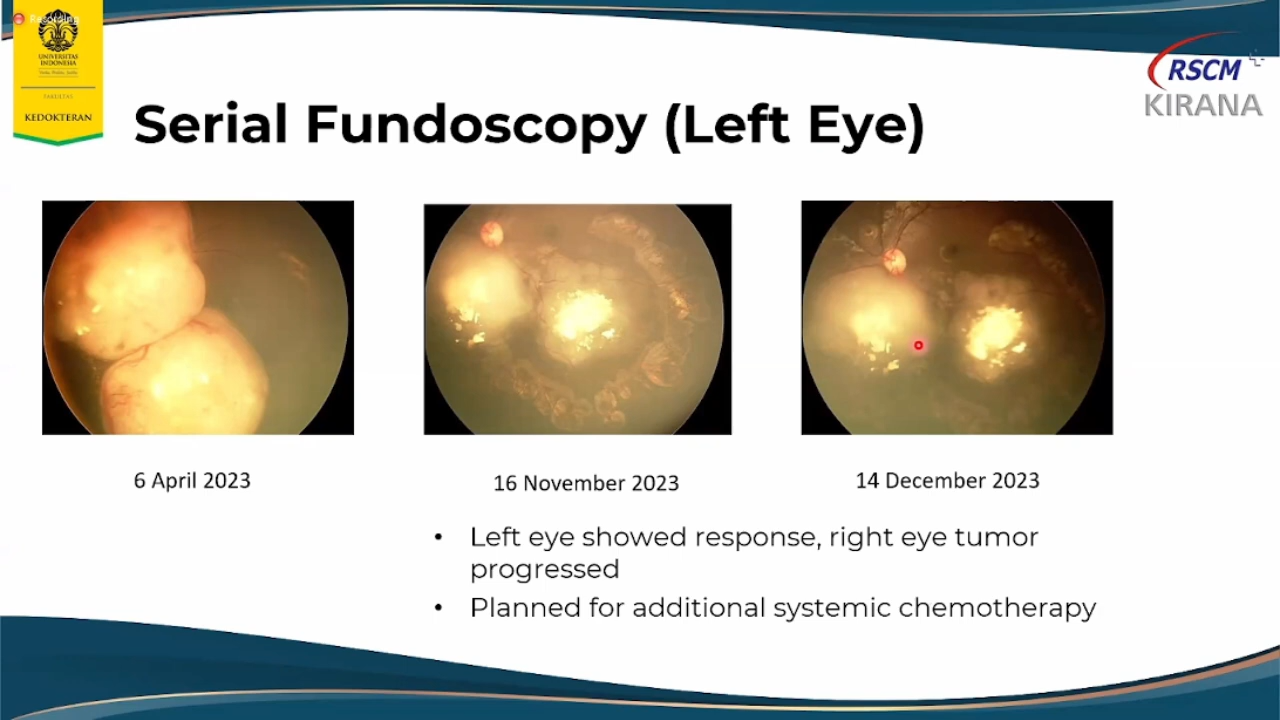 Recording
UNIVERSITAS
INDONESIA
FAKULTAS
KEDOKTERAN
RSCM
KIRANA
Serial Fundoscopy (Left Eye)
6 April 2023
16 November 2023
14 December 2023
• Left eye showed response, right eye tumor
progressed
• Planned for additional systemic chemotherapy